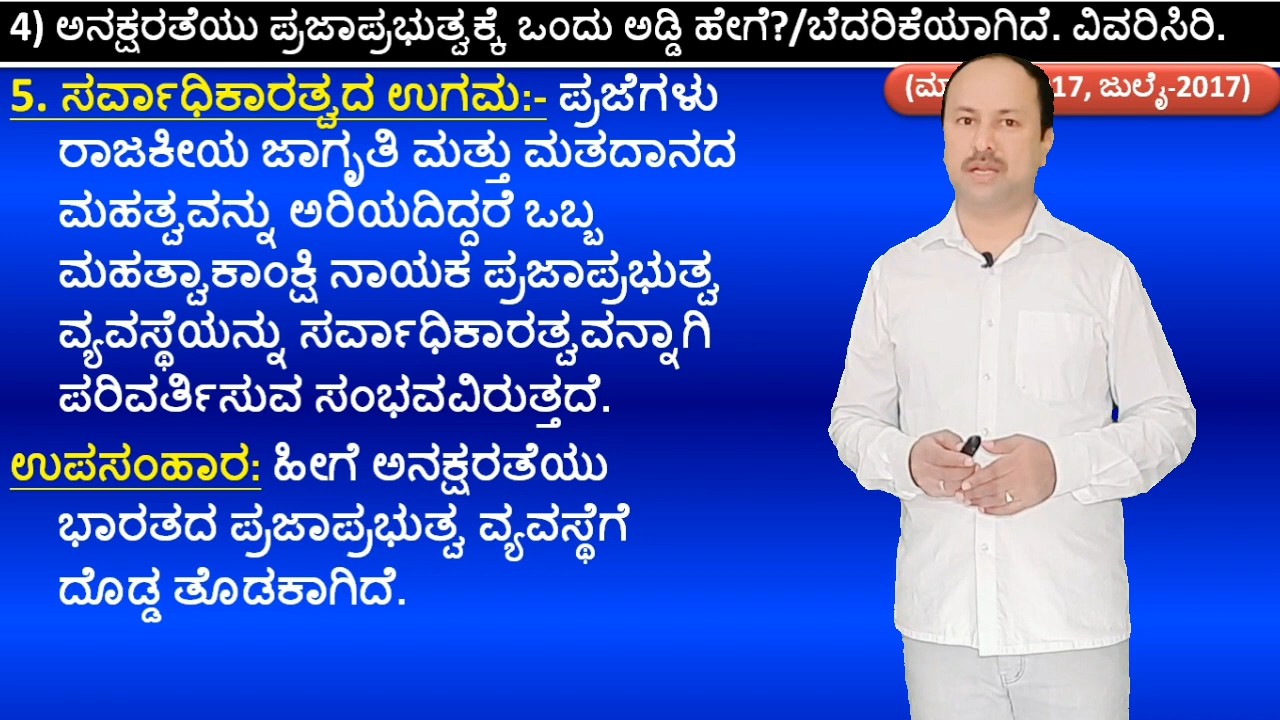 4) ಅನಕ್ಷರತೆಯು ಪ್ರಜಾಪ್ರಭುತ್ವಕ್ಕೆ ಒಂದು ಅಡ್ಡಿ ಹೇಗೆ?/ಬೆದರಿಕೆಯಾಗಿದೆ. ವಿವರಿಸಿರಿ.
17, ಜುಲೈ-2017)
5. ಸರ್ವಾಧಿಕಾರತ್ವದ ಉಗಮ:- ಪ್ರಜೆಗಳು
ರಾಜಕೀಯ ಜಾಗೃತಿ ಮತ್ತು ಮತದಾನದ
ಮಹತ್ವವನ್ನು ಅರಿಯದಿದ್ದರೆ ಒಬ್ಬ
ಮಹತ್ವಾಕಾಂಕ್ಷಿ ನಾಯಕ ಪ್ರಜಾಪ್ರಭುತ್ವ
ವ್ಯವಸ್ಥೆಯನ್ನು ಸರ್ವಾಧಿಕಾರತ್ವವನ್ನಾಗಿ
ಪರಿವರ್ತಿಸುವ ಸಂಭವವಿರುತ್ತದೆ.
ಉಪಸಂಹಾರ: ಹೀಗೆ ಅನಕ್ಷರತೆಯು
ಭಾರತದ ಪ್ರಜಾಪ್ರಭುತ್ವ ವ್ಯವಸ್ಥೆಗೆ
ದೊಡ್ಡ ತೊಡಕಾಗಿದೆ.